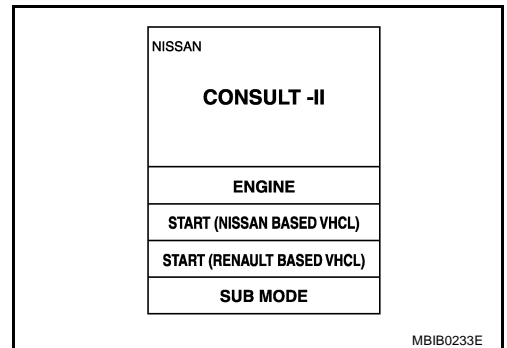 NISSAN
CONSULT -II
ENGINE
START (NISSAN BASED VHCL)
START (RENAULT BASED VHCL)
SUB MODE
MBIB0233E